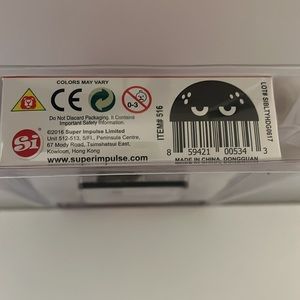 COLORS MAY VARY
CE
0-3
Do Not Discard Packaging. It Contains
Important Safety Information.
Si
©2016 Super Impulse Limited
Unit 512-513, 5/Fl., Peninsula Centre,
67 Mody Road, Tsimshatsui East,
Kowloon, Hong Kong
www.superimpulse.com
ITEM# 516
8 59421 00534 3
MADE IN CHINA, DONGGUAN